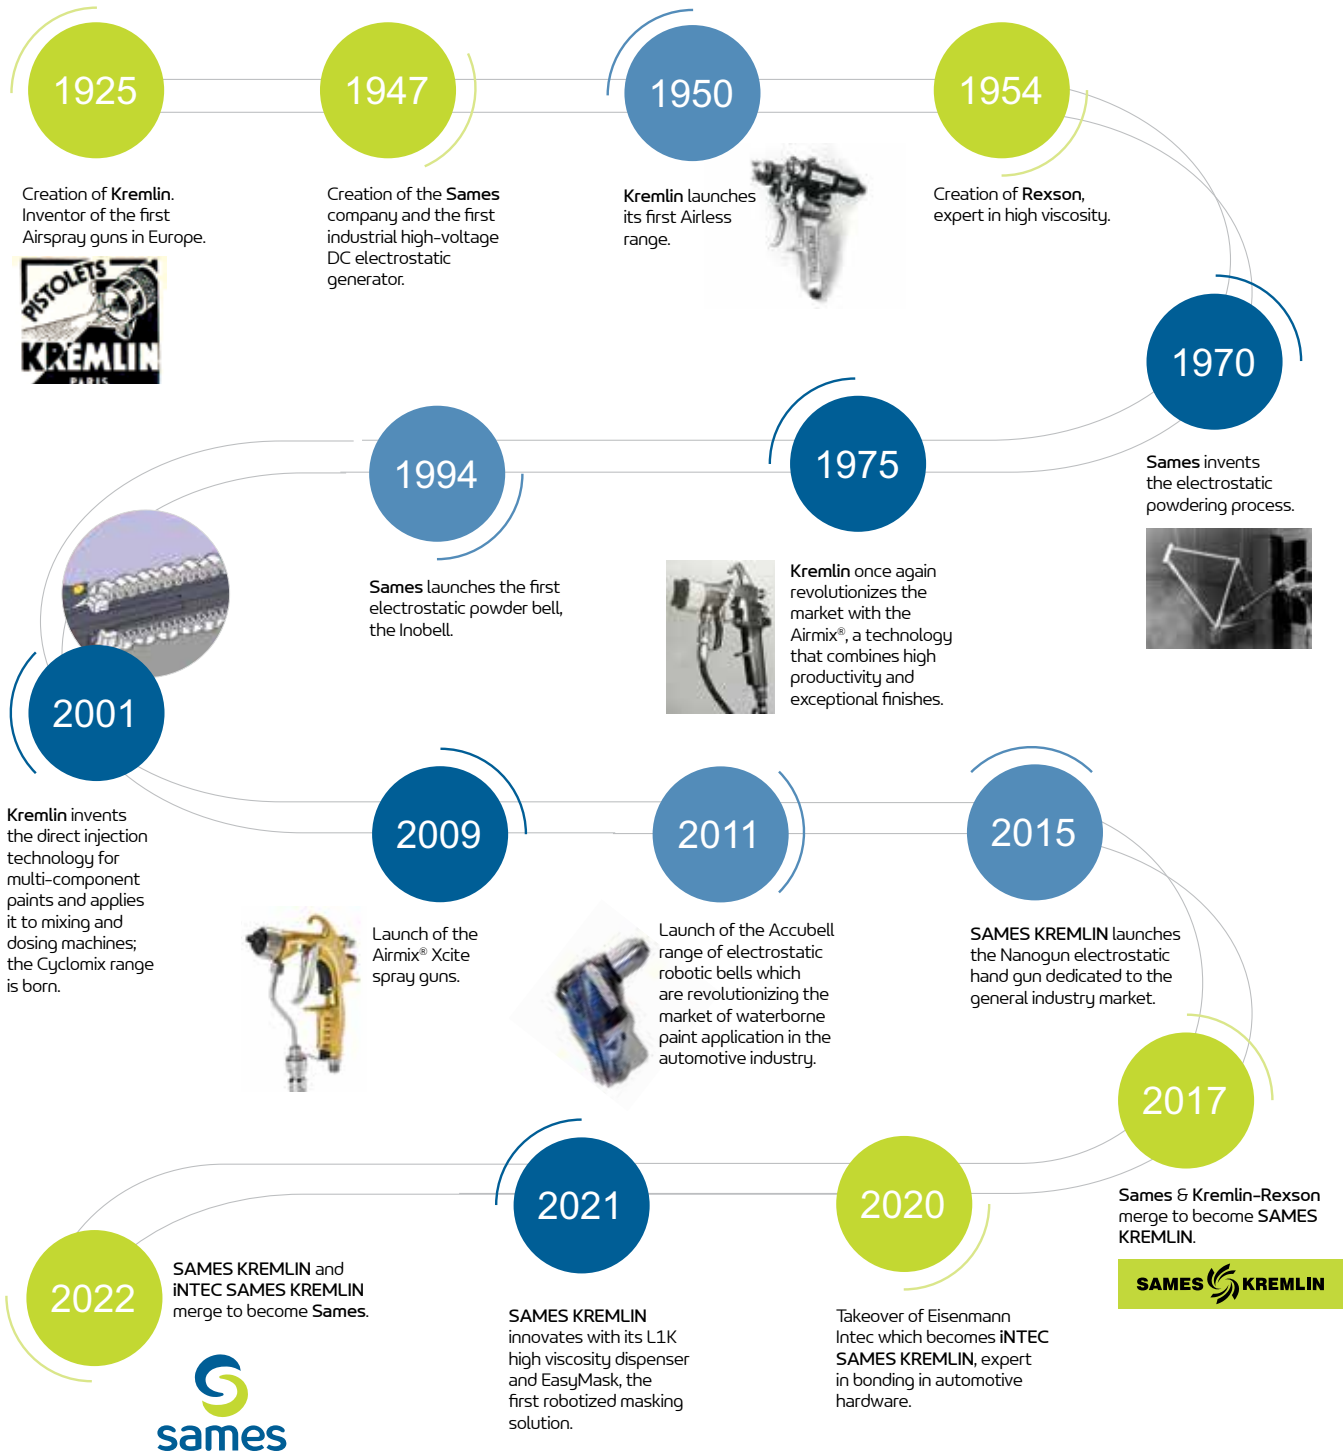 1925
Creation of Kremlin.
Inventor of the first
Airspray guns in Europe.
PISTOLETS
KREMLIN
PARIS
1947
Creation of the Sames
company and the first
industrial high-voltage
DC electrostatic
generator.
1950
Kremlin launches
its first Airless
range.
1954
Creation of Rexson,
expert in high viscosity.
1970
Sames invents
the electrostatic
powdering process.
1975
Kremlin once again
revolutionizes the
market with the
Airmix®, a technology
that combines high
productivity and
exceptional finishes.
1994
Sames launches the first
electrostatic powder bell,
the Inobell.
2001
Kremlin invents
the direct injection
technology for
multi-component
paints and applies
it to mixing and
dosing machines;
the Cyclomix range
is born.
2009
Launch of the
Airmix® Xcite
spray guns.
2011
Launch of the Accubell
range of electrostatic
robotic bells which
are revolutionizing the
market of waterborne
paint application in the
automotive industry.
2015
SAMES KREMLIN launches
the Nanogun electrostatic
hand gun dedicated to the
general industry market.
2017
Sames & Kremlin-Rexson
merge to become SAMES
KREMLIN.
SAMES KREMLIN
2020
Takeover of Eisenmann
Intec which becomes iNTEC
SAMES KREMLIN, expert
in bonding in automotive
hardware.
2021
SAMES KREMLIN
innovates with its L1K
high viscosity dispenser
and EasyMask, the
first robotized masking
solution.
2022
SAMES KREMLIN and
iNTEC SAMES KREMLIN
merge to become Sames.
sames